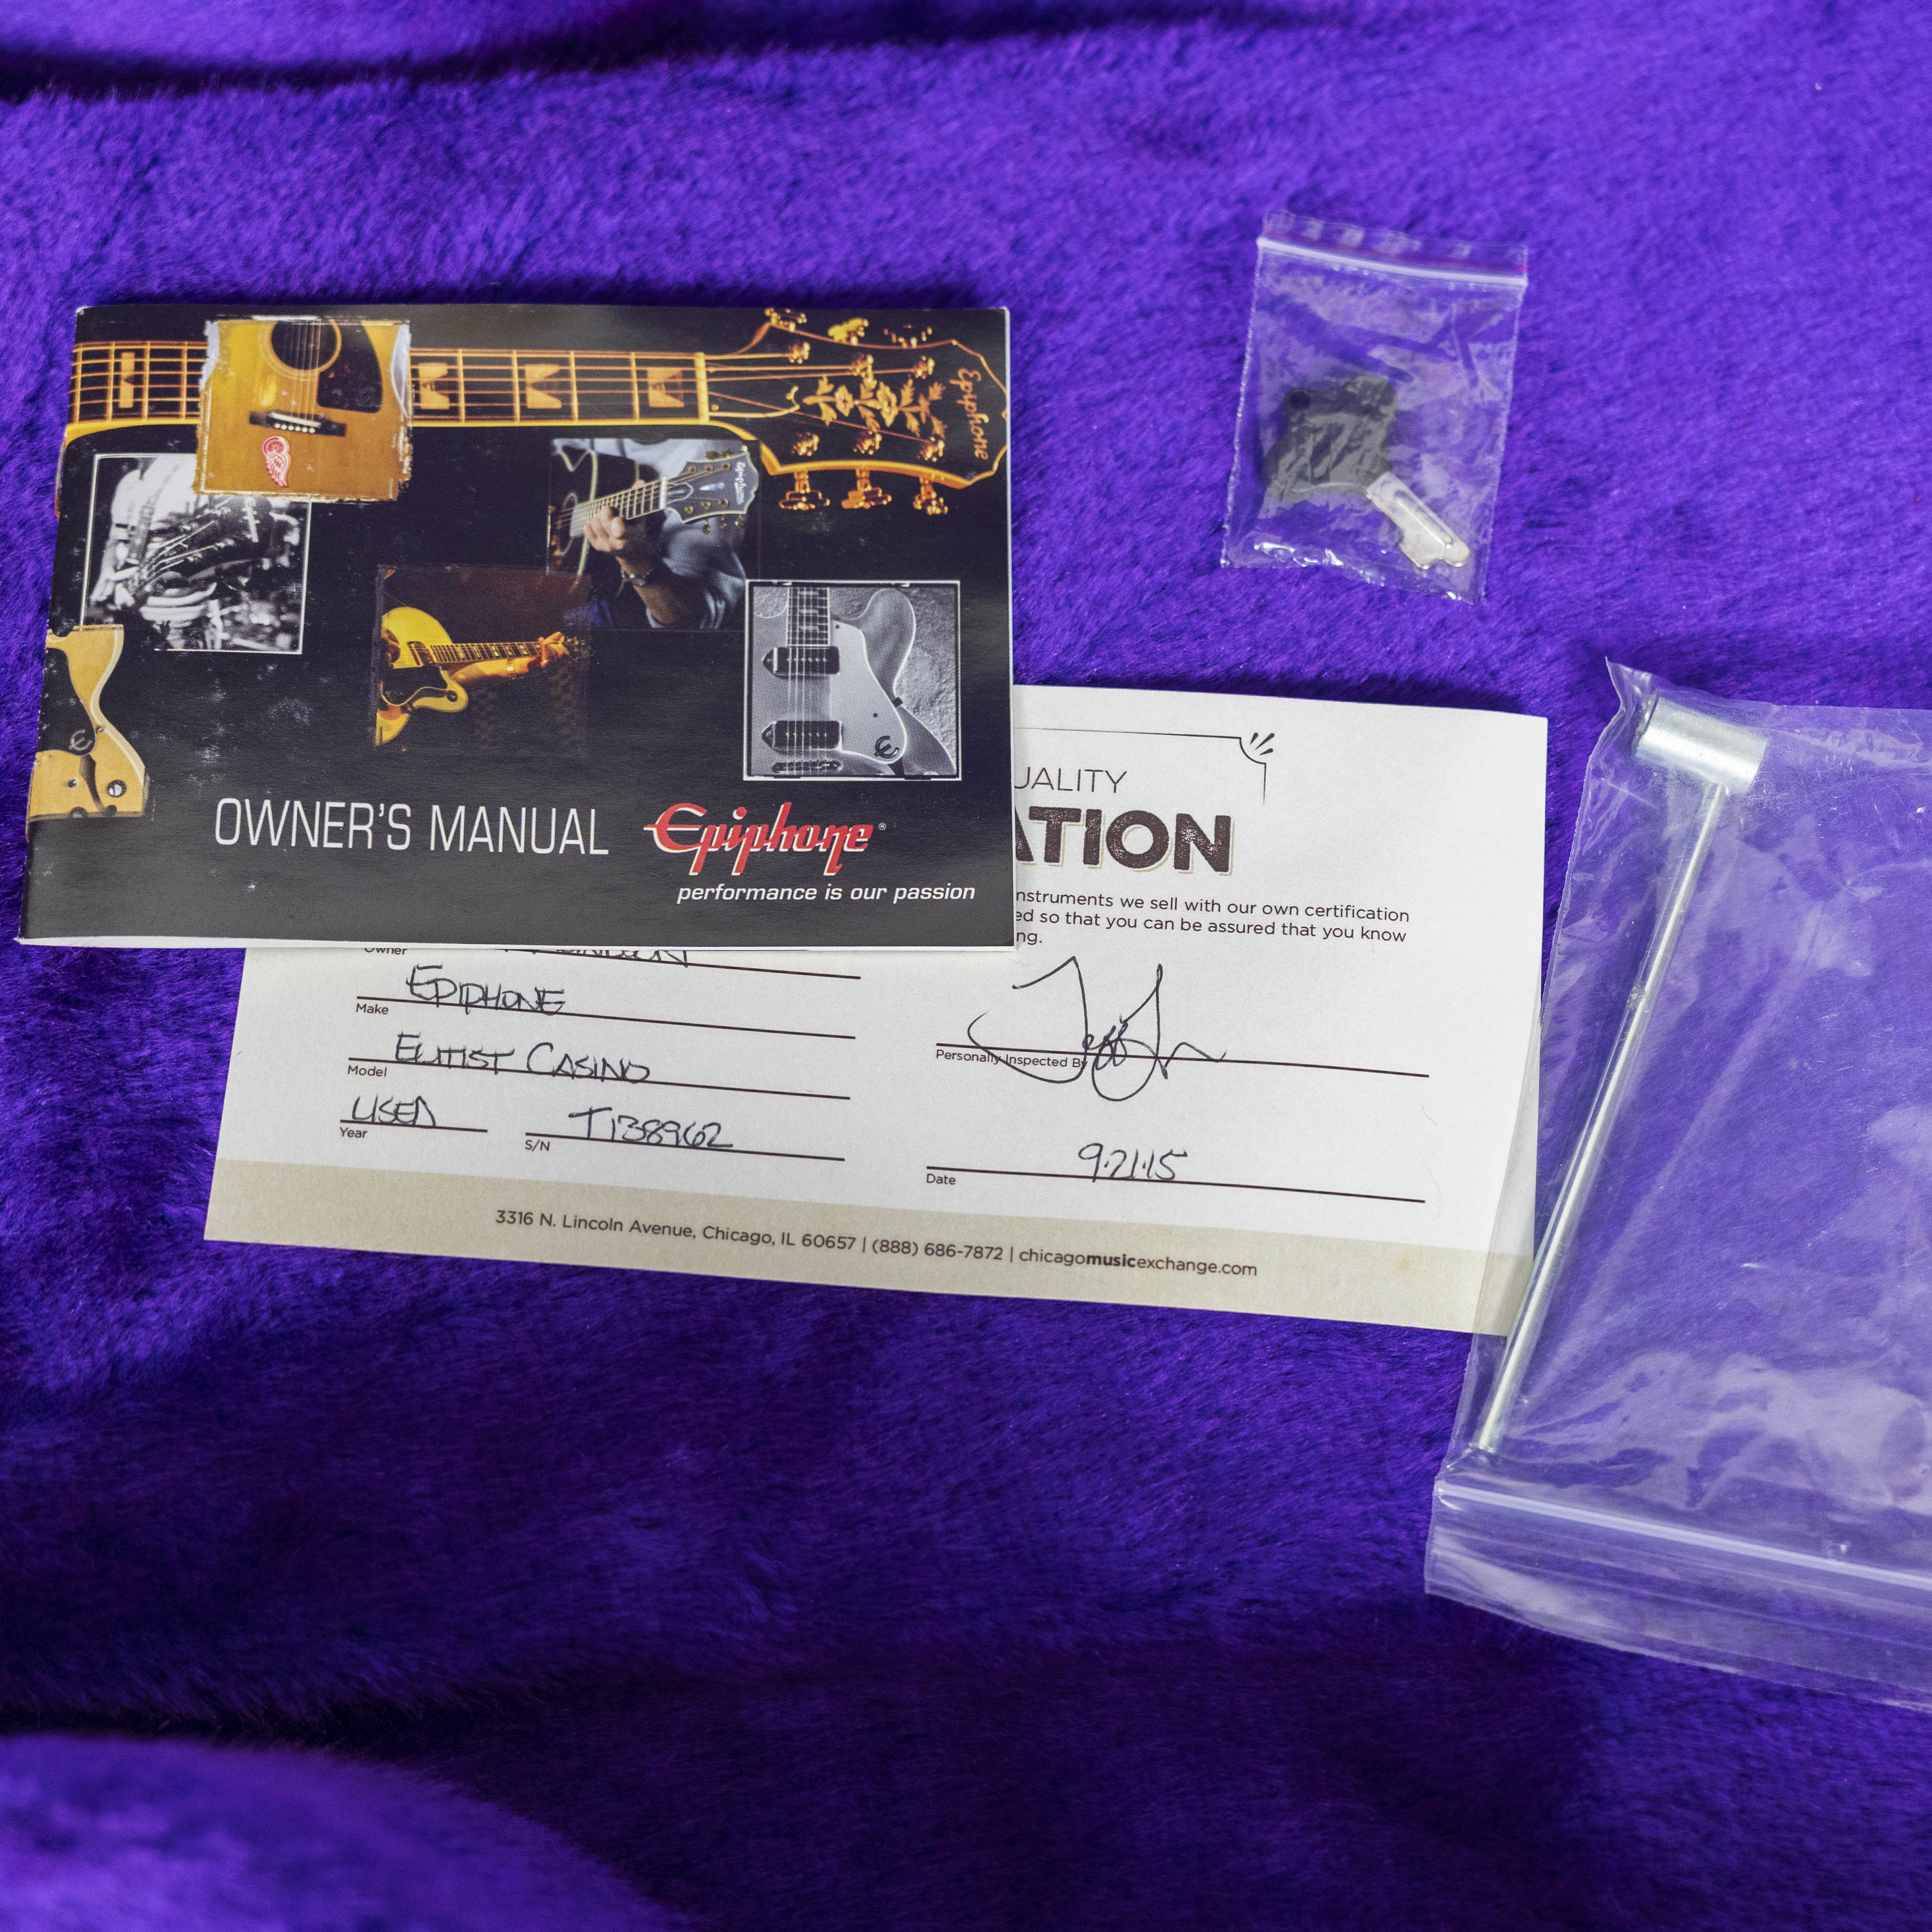 Epiphone
OWNER'S MANUAL Epiphone®
performance is our passion
UALITY
ATION
nstruments we sell with our own certification
ed so that you can be assured that you know
ng.
Owner
EPIPHONE
Make
ELITIST CASINO
Model
USED
Year
T138962
S/N
Personally Inspected By
9.21.15
Date
3316 N. Lincoln Avenue, Chicago, IL 60657 | (888) 686-7872 | chicagomusicexchange.com